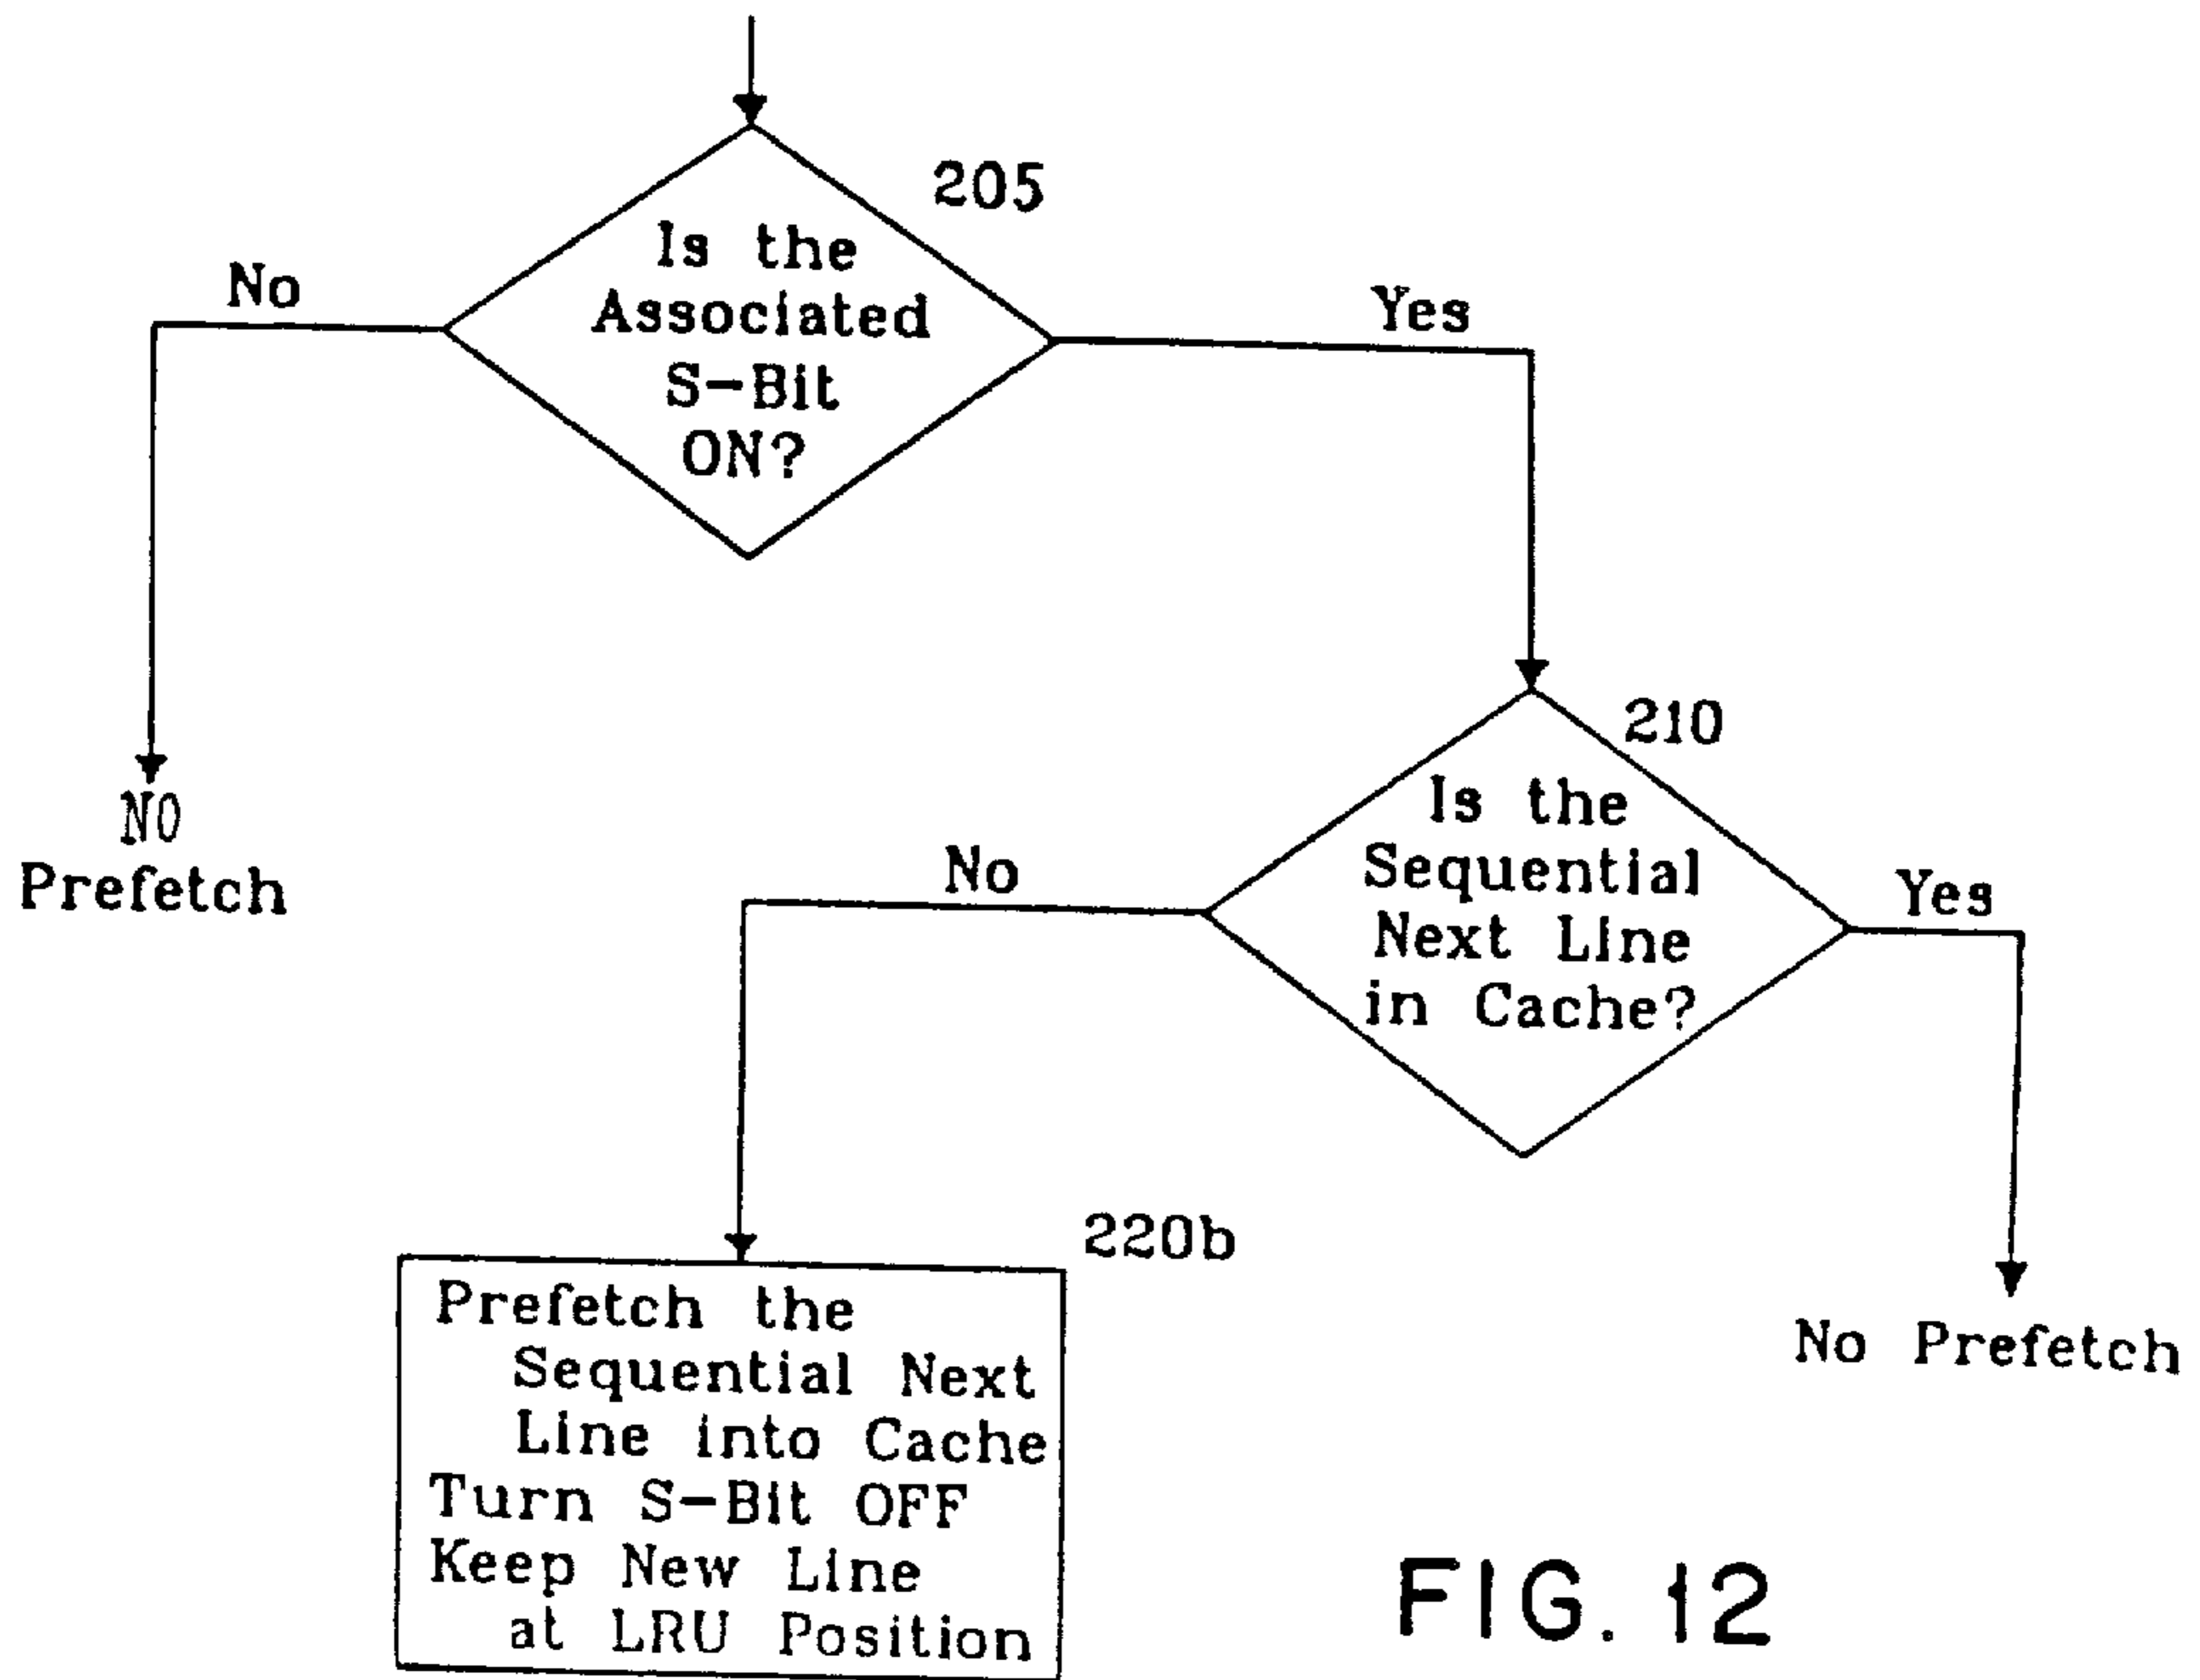 205
Is the
Associated
S-Bit
ON?
No
Yes
NO
Prefetch
210
Is the
Sequential
Next Line
in Cache?
No
Yes
220b
Prefetch the
Sequential Next
Line into Cache
Turn S-Bit OFF
Keep New Line
at LRU Position
No Prefetch
FIG. 12